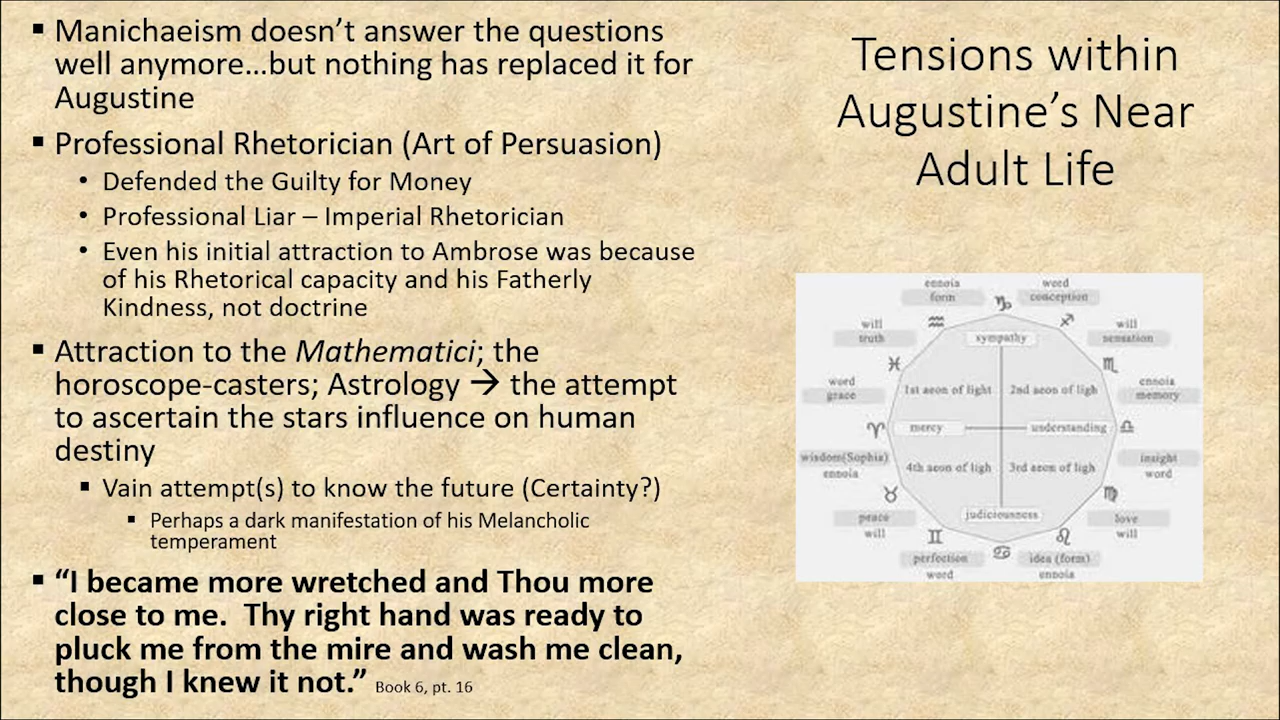 ▪ Manichaeism doesn’t answer the questions
well anymore…but nothing has replaced it for
Augustine
▪ Professional Rhetorician (Art of Persuasion)
• Defended the Guilty for Money
• Professional Liar – Imperial Rhetorician
• Even his initial attraction to Ambrose was because
of his Rhetorical capacity and his Fatherly
Kindness, not doctrine
▪ Attraction to the Mathematici; the
horoscope-casters; Astrology → the attempt
to ascertain the stars influence on human
destiny
▪ Vain attempt(s) to know the future (Certainty?)
▪ Perhaps a dark manifestation of his Melancholic
temperament
▪ “I became more wretched and Thou more
close to me. Thy right hand was ready to
pluck me from the mire and wash me clean,
though I knew it not.” Book 6, pt. 16
Tensions within
Augustine’s Near
Adult Life
ennoia
form
word
conception
♑
♒
♐
will
truth
sympathy
will
sensation
♓
♏
word
grace
1st aeon of light
2nd aeon of ligh
ennoia
memory
♈
mercy
understanding
♎
wisdom(Sophia)
ennoia
4th aeon of ligh
3rd aeon of ligh
insight
word
♉
♍
peace
will
judiciousness
love
will
♊
♋
♌
perfection
word
idea (form)
ennoia